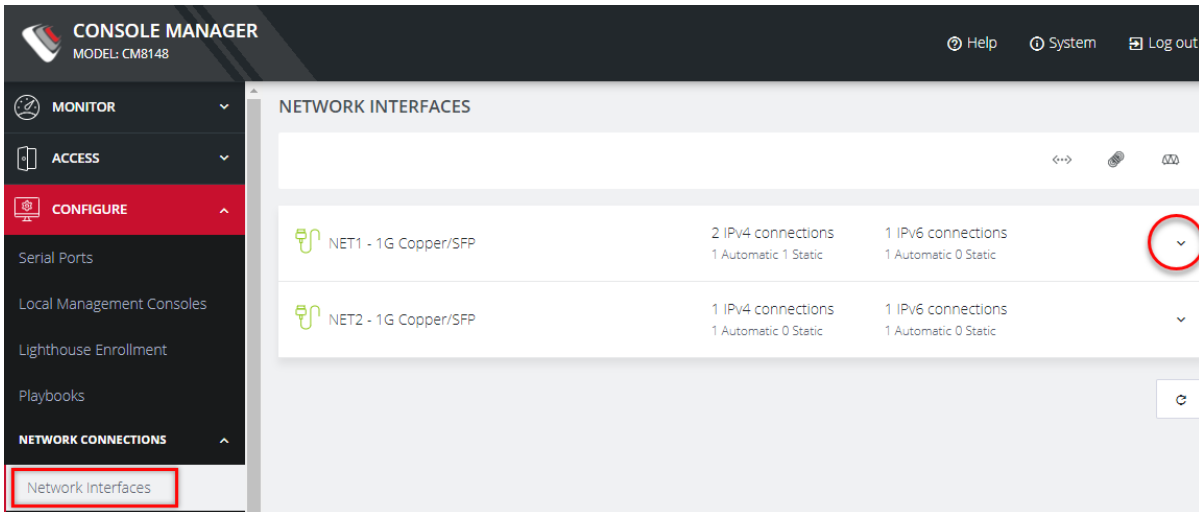 CONSOLE MANAGER
MODEL: CM8148
Help
System
Log out
MONITOR
ACCESS
CONFIGURE
Serial Ports
Local Management Consoles
Lighthouse Enrollment
Playbooks
NETWORK CONNECTIONS
Network Interfaces
NETWORK INTERFACES
NET1 - 1G Copper/SFP
2 IPv4 connections
1 Automatic 1 Static
1 IPv6 connections
1 Automatic 0 Static
NET2 - 1G Copper/SFP
1 IPv4 connections
1 Automatic 0 Static
1 IPv6 connections
1 Automatic 0 Static